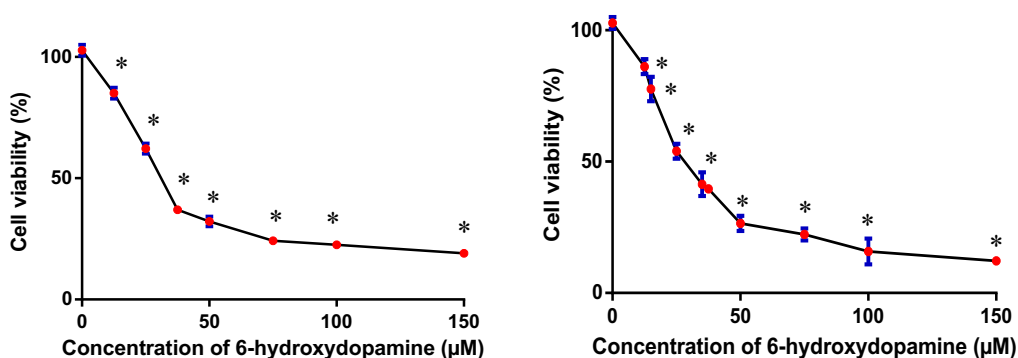 Cell viability (%)
100
50
0
* * * * * * *
0 50 100 150
Concentration of 6-hydroxydopamine (µM)
Cell viability (%)
100
50
0
* * * * * * * *
0 50 100 150
Concentration of 6-hydroxydopamine (µM)